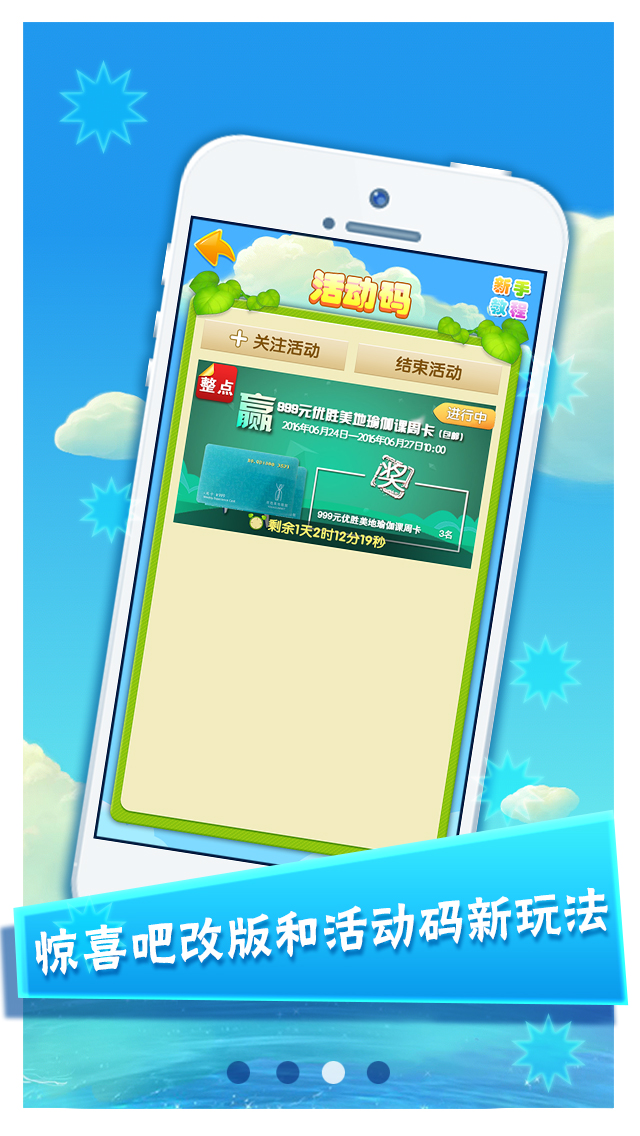 活动码
新手
教程
关注活动
结束活动
整点
赢
999元优胜美地瑜伽课周卡(包邮)
进行中
2016年06月24日—2016年06月27日10:00
奖
999元优胜美地瑜伽课周卡 3名
剩余1天2时12分19秒
惊喜吧改版和活动码新玩法